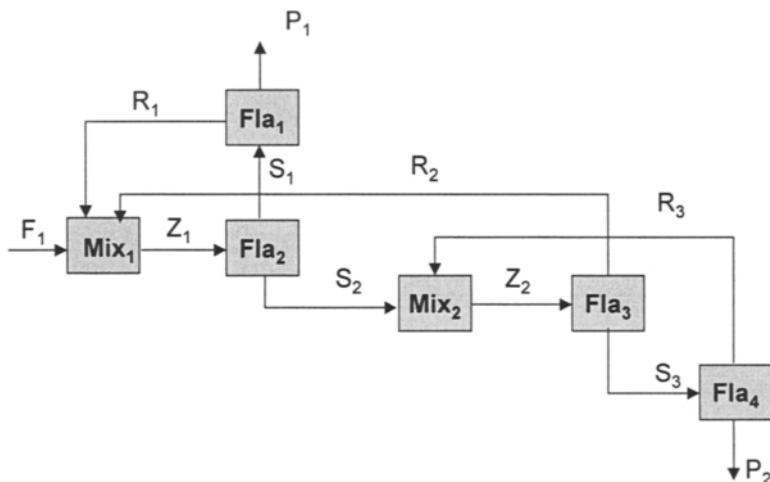 P₁
R₁
Fla₁
S₁
R₂
R₃
F₁
Mix₁
Z₁
Fla₂
S₂
Mix₂
Z₂
Fla₃
S₃
Fla₄
P₂